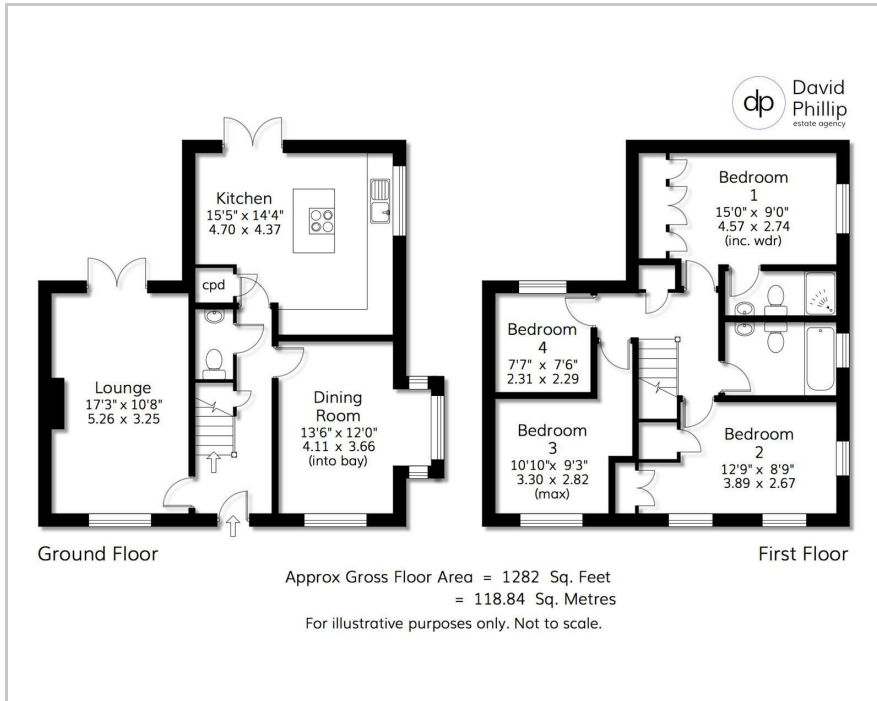 dp
David
Phillip
estate agency
Kitchen
15'5" x 14'4"
4.70 x 4.37
cpd
Lounge
17'3" x 10'8"
5.26 x 3.25
Dining
Room
13'6" x 12'0"
4.11 x 3.66
(into bay)
Ground Floor
Bedroom
1
15'0" x 9'0"
4.57 x 2.74
(inc. wdr)
Bedroom
4
7'7" x 7'6"
2.31 x 2.29
Bedroom
3
10'10" x 9'3"
3.30 x 2.82
(max)
Bedroom
2
12'9" x 8'9"
3.89 x 2.67
First Floor
Approx Gross Floor Area = 1282 Sq. Feet
= 118.84 Sq. Metres
For illustrative purposes only. Not to scale.